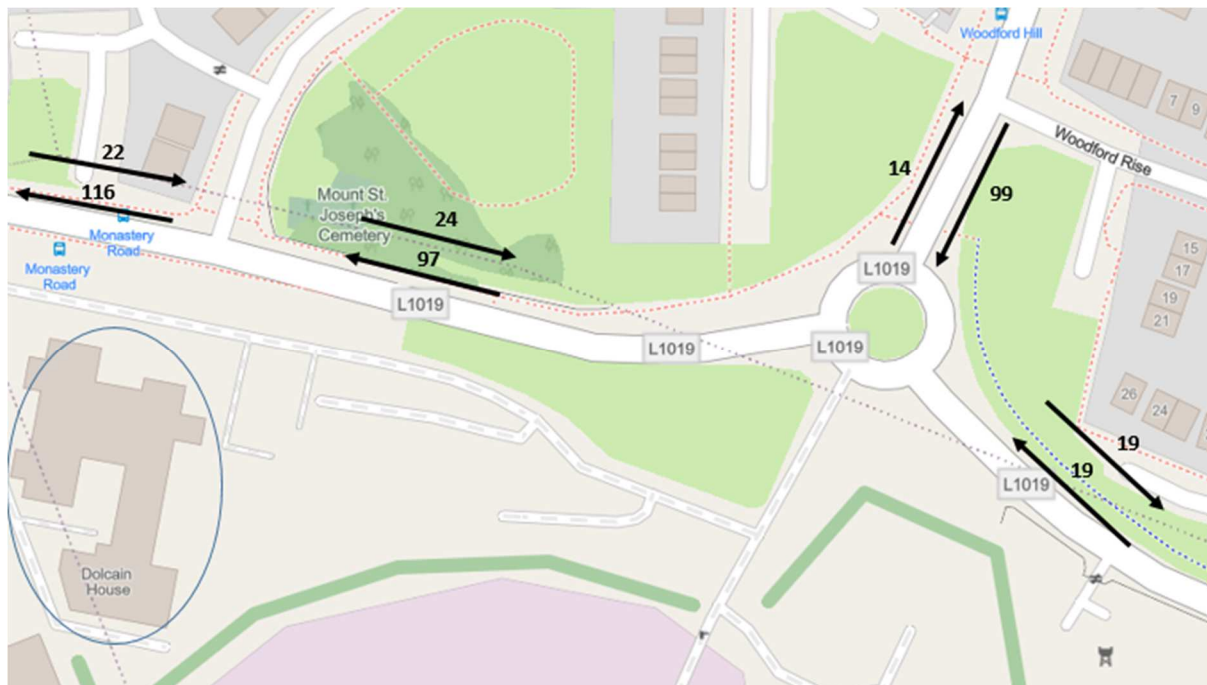 Woodford Hill
7
9
Woodford Rise
22
116
14
99
Mount St.
Joseph's
Cemetery
24
97
Monastery
Road
Monastery
Road
L1019
L1019
L1019
L1019
15
17
19
21
26
24
19
19
L1019
Dolcain
House